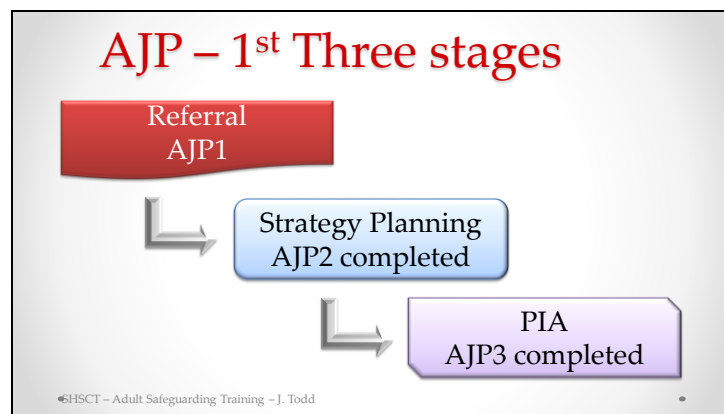 AJP – 1st Three stages
Referral
AJP1
Strategy Planning
AJP2 completed
PIA
AJP3 completed
SHSCT – Adult Safeguarding Training – J. Todd